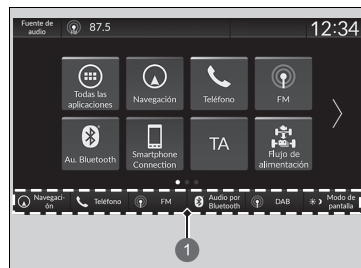 Fuente de
audio
87.5
12:34
Todas las
aplicaciones
Navegación
Teléfono
FM
Au. Bluetooth
Smartphone
Connection
TA
Flujo de
alimentación
Navegaci-
ón
Teléfono
FM
Audio por
Bluetooth
DAB
Modo de
pantalla
1